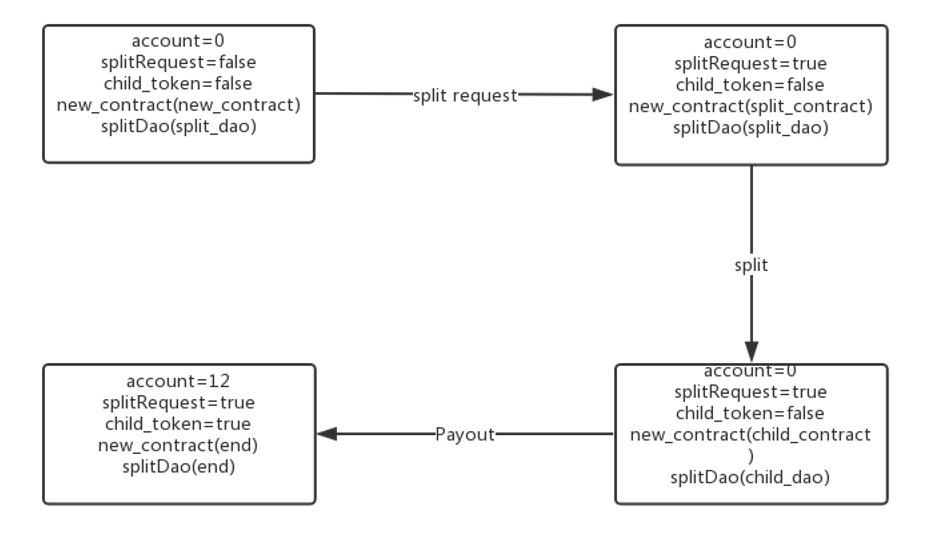 account=0
splitRequest=false
child_token=false
new_contract(new_contract)
splitDao(split_dao)
split request
account=0
splitRequest=true
child_token=false
new_contract(split_contract)
splitDao(split_dao)
split
account=0
splitRequest=true
child_token=false
new_contract(child_contract
)
splitDao(child_dao)
Payout
account=12
splitRequest=true
child_token=true
new_contract(end)
splitDao(end)